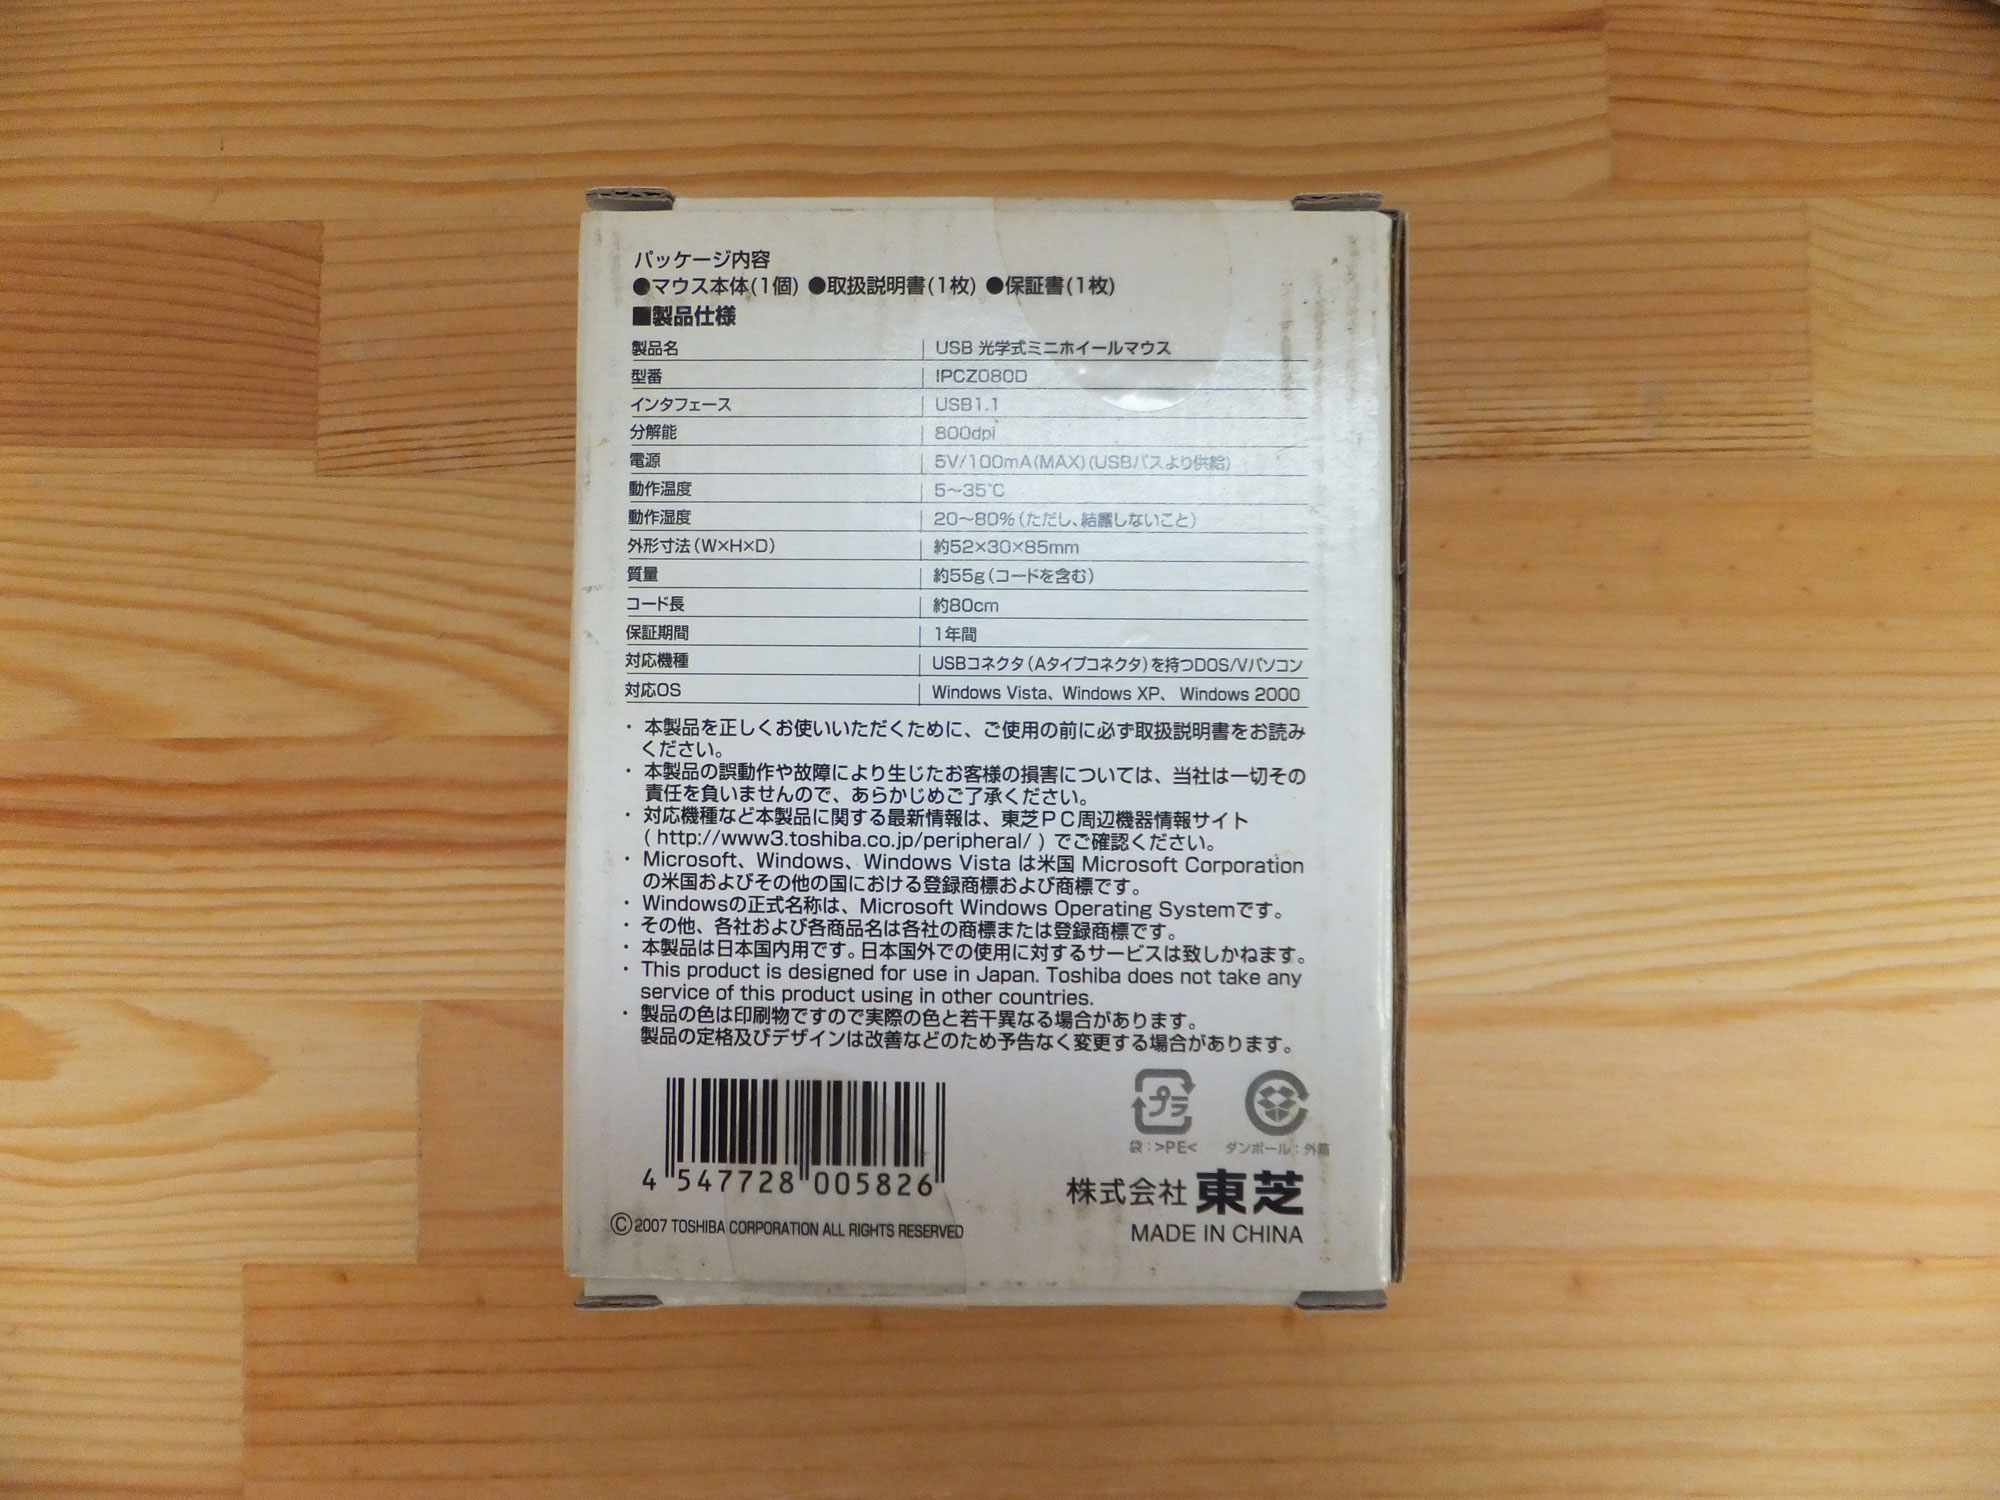 パッケージ内容
●マウス本体(1個) ●取扱説明書(1枚) ●保証書(1枚)
■製品仕様
製品名 USB 光学式ミニホイールマウス
型番 IPCZ080D
インタフェース USB1.1
分解能 800dpi
電源 5V/100mA(MAX)(USBバスより供給)
動作温度 5～35℃
動作湿度 20～80%(ただし、結露しないこと)
外形寸法(W×H×D) 約52×30×85mm
質量 約55g(コードを含む)
コード長 約80cm
保証期間 1年間
対応機種 USBコネクタ(Aタイプコネクタ)を持つDOS/Vパソコン
対応OS Windows Vista、Windows XP、 Windows 2000
・ 本製品を正しくお使いいただくために、ご使用の前に必ず取扱説明書をお読み
ください。
・ 本製品の誤動作や故障により生じたお客様の損害については、当社は一切その
責任を負いませんので、あらかじめご了承ください。
・ 対応機種など本製品に関する最新情報は、東芝PC周辺機器情報サイト
( http://www3.toshiba.co.jp/peripheral/ ) でご確認ください。
・ Microsoft、Windows、Windows Vista は米国 Microsoft Corporation
の米国およびその他の国における登録商標および商標です。
・ Windowsの正式名称は、Microsoft Windows Operating Systemです。
・ その他、各社および各商品名は各社の商標または登録商標です。
・ 本製品は日本国内用です。日本国外での使用に対するサービスは致しかねます。
・ This product is designed for use in Japan. Toshiba does not take any
service of this product using in other countries.
・ 製品の色は印刷物ですので実際の色と若干異なる場合があります。
製品の定格及びデザインは改善などのため予告なく変更する場合があります。
プラ
袋:>PE< ダンボール:外箱
4 547728 005826
株式会社 東芝
©2007 TOSHIBA CORPORATION ALL RIGHTS RESERVED
MADE IN CHINA